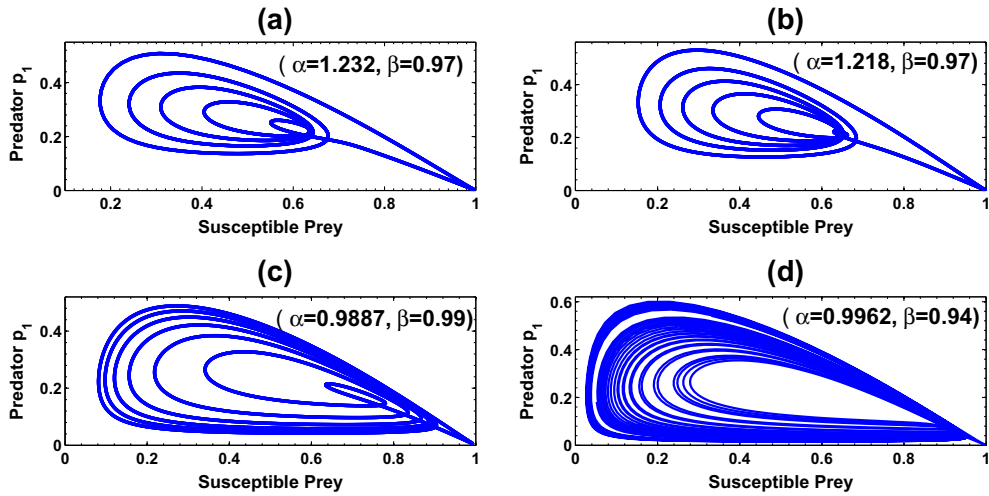 (a)
( α=1.232, β=0.97)
Predator p1
0.4
0.2
0
0.2
0.4
0.6
0.8
1
Susceptible Prey
(b)
( α=1.218, β=0.97)
Predator p1
0.4
0.2
0
0
0.2
0.4
0.6
0.8
1
Susceptible Prey
(c)
( α=0.9887, β=0.99)
Predator p1
0.4
0.2
0
0
0.2
0.4
0.6
0.8
1
Susceptible Prey
(d)
( α=0.9962, β=0.94)
Predator p1
0.6
0.4
0.2
0
0
0.2
0.4
0.6
0.8
1
Susceptible Prey